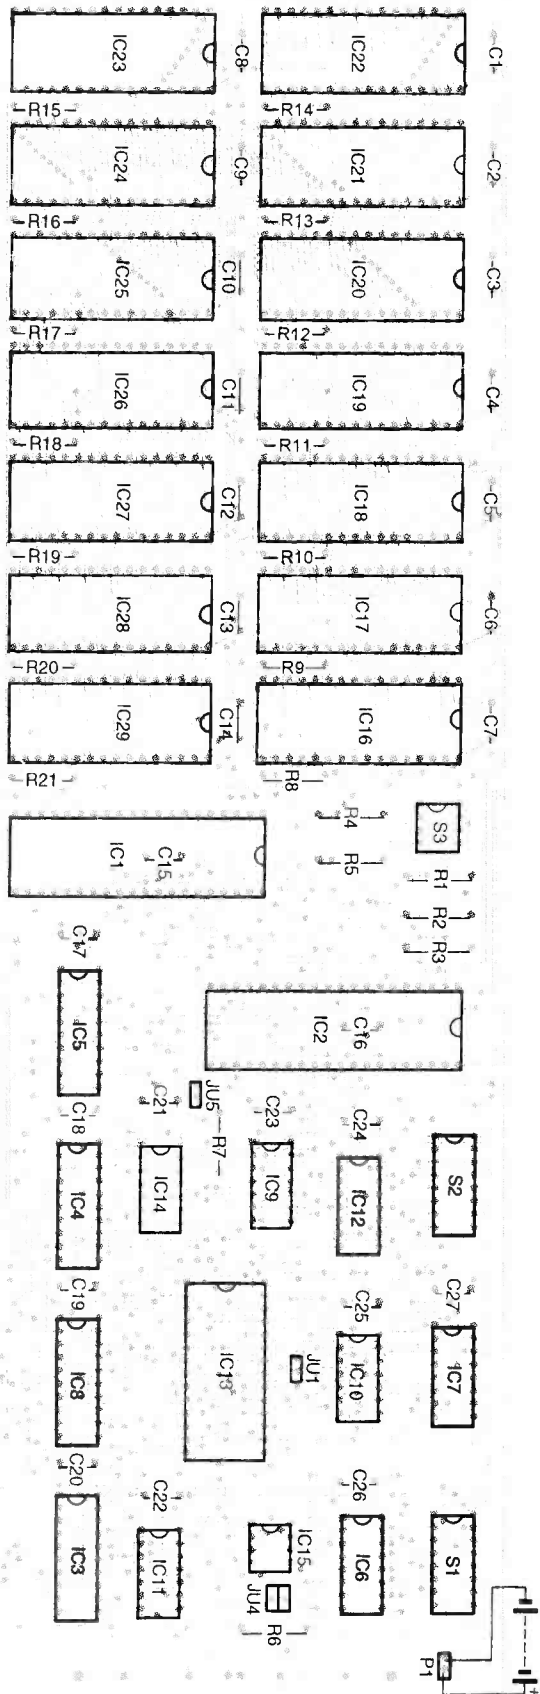 IC23 C8 IC22 C1
R15 R14
IC24 C9 IC21 C2
R16 R13
IC25 C10 IC20 C3
R17 R12
IC26 C11 IC19 C4
R18 R11
IC27 C12 IC18 C5
R19 R10
IC28 C13 IC17 C6
R20 R9
IC29 C14 IC16 C7
R21 R8
R4 S3
IC1 C15 R5 R1
R2
C17 R3
IC5 IC2 C16
C18 C21 JU5 R7 C23 C24
IC4 IC14 IC9 IC12 S2
C19 C25 C27
IC8 IC13 JU1 IC10 IC7
C20 C22 C26
IC3 IC11 IC15 IC6 S1
JU4
R6 P1
+